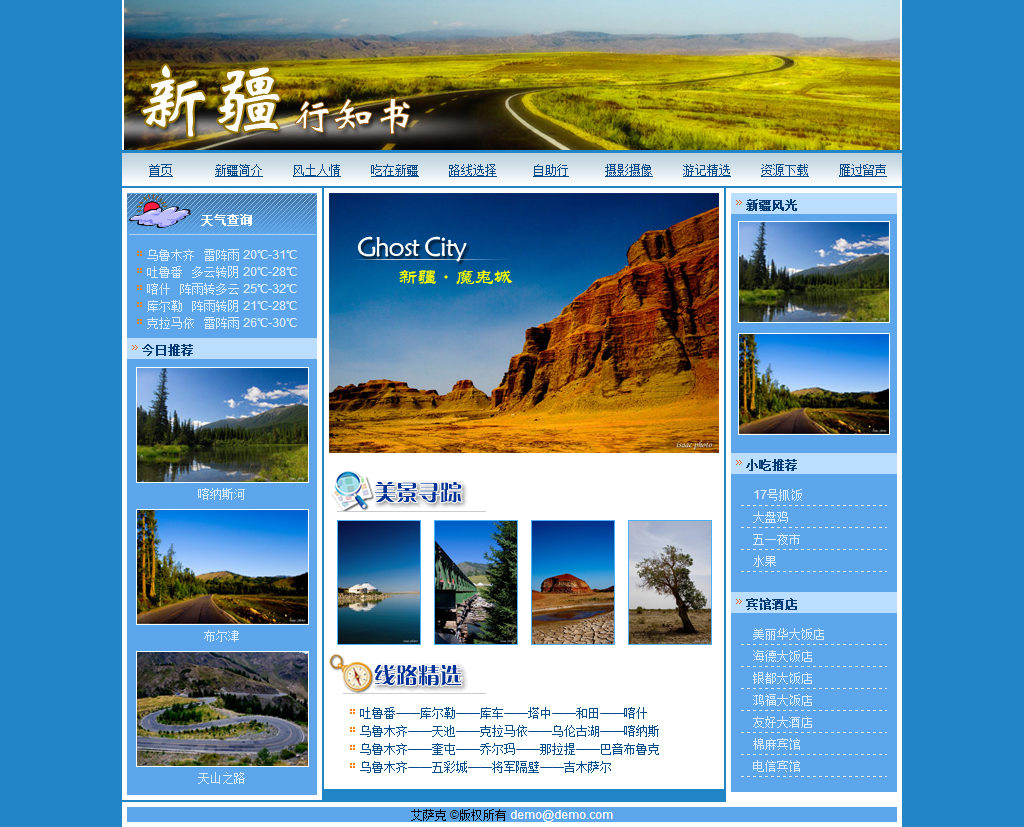 新疆行知书
首页 新疆简介 风土人情 吃在新疆 路线选择 自助行 摄影摄像 游记精选 资源下载 雁过留声
天气查询
乌鲁木齐 雷阵雨 20℃-31℃
吐鲁番 多云转阴 20℃-28℃
喀什 阵雨转多云 25℃-32℃
库尔勒 阵雨转阴 21℃-28℃
克拉马依 雷阵雨 26℃-30℃
今日推荐
喀纳斯河
布尔津
天山之路
Ghost City
新疆·魔鬼城
isaac photo
美景寻踪
线路精选
吐鲁番——库尔勒——库车——塔中——和田——喀什
乌鲁木齐——天池——克拉马依——乌伦古湖——喀纳斯
乌鲁木齐——奎屯——乔尔玛——那拉提——巴音布鲁克
乌鲁木齐——五彩城——将军隔壁——吉木萨尔
新疆风光
小吃推荐
17号抓饭
大盘鸡
五一夜市
水果
宾馆酒店
美丽华大饭店
海德大饭店
银都大饭店
鸿福大饭店
友好大酒店
棉麻宾馆
电信宾馆
艾萨克 ©版权所有 demo@demo.com